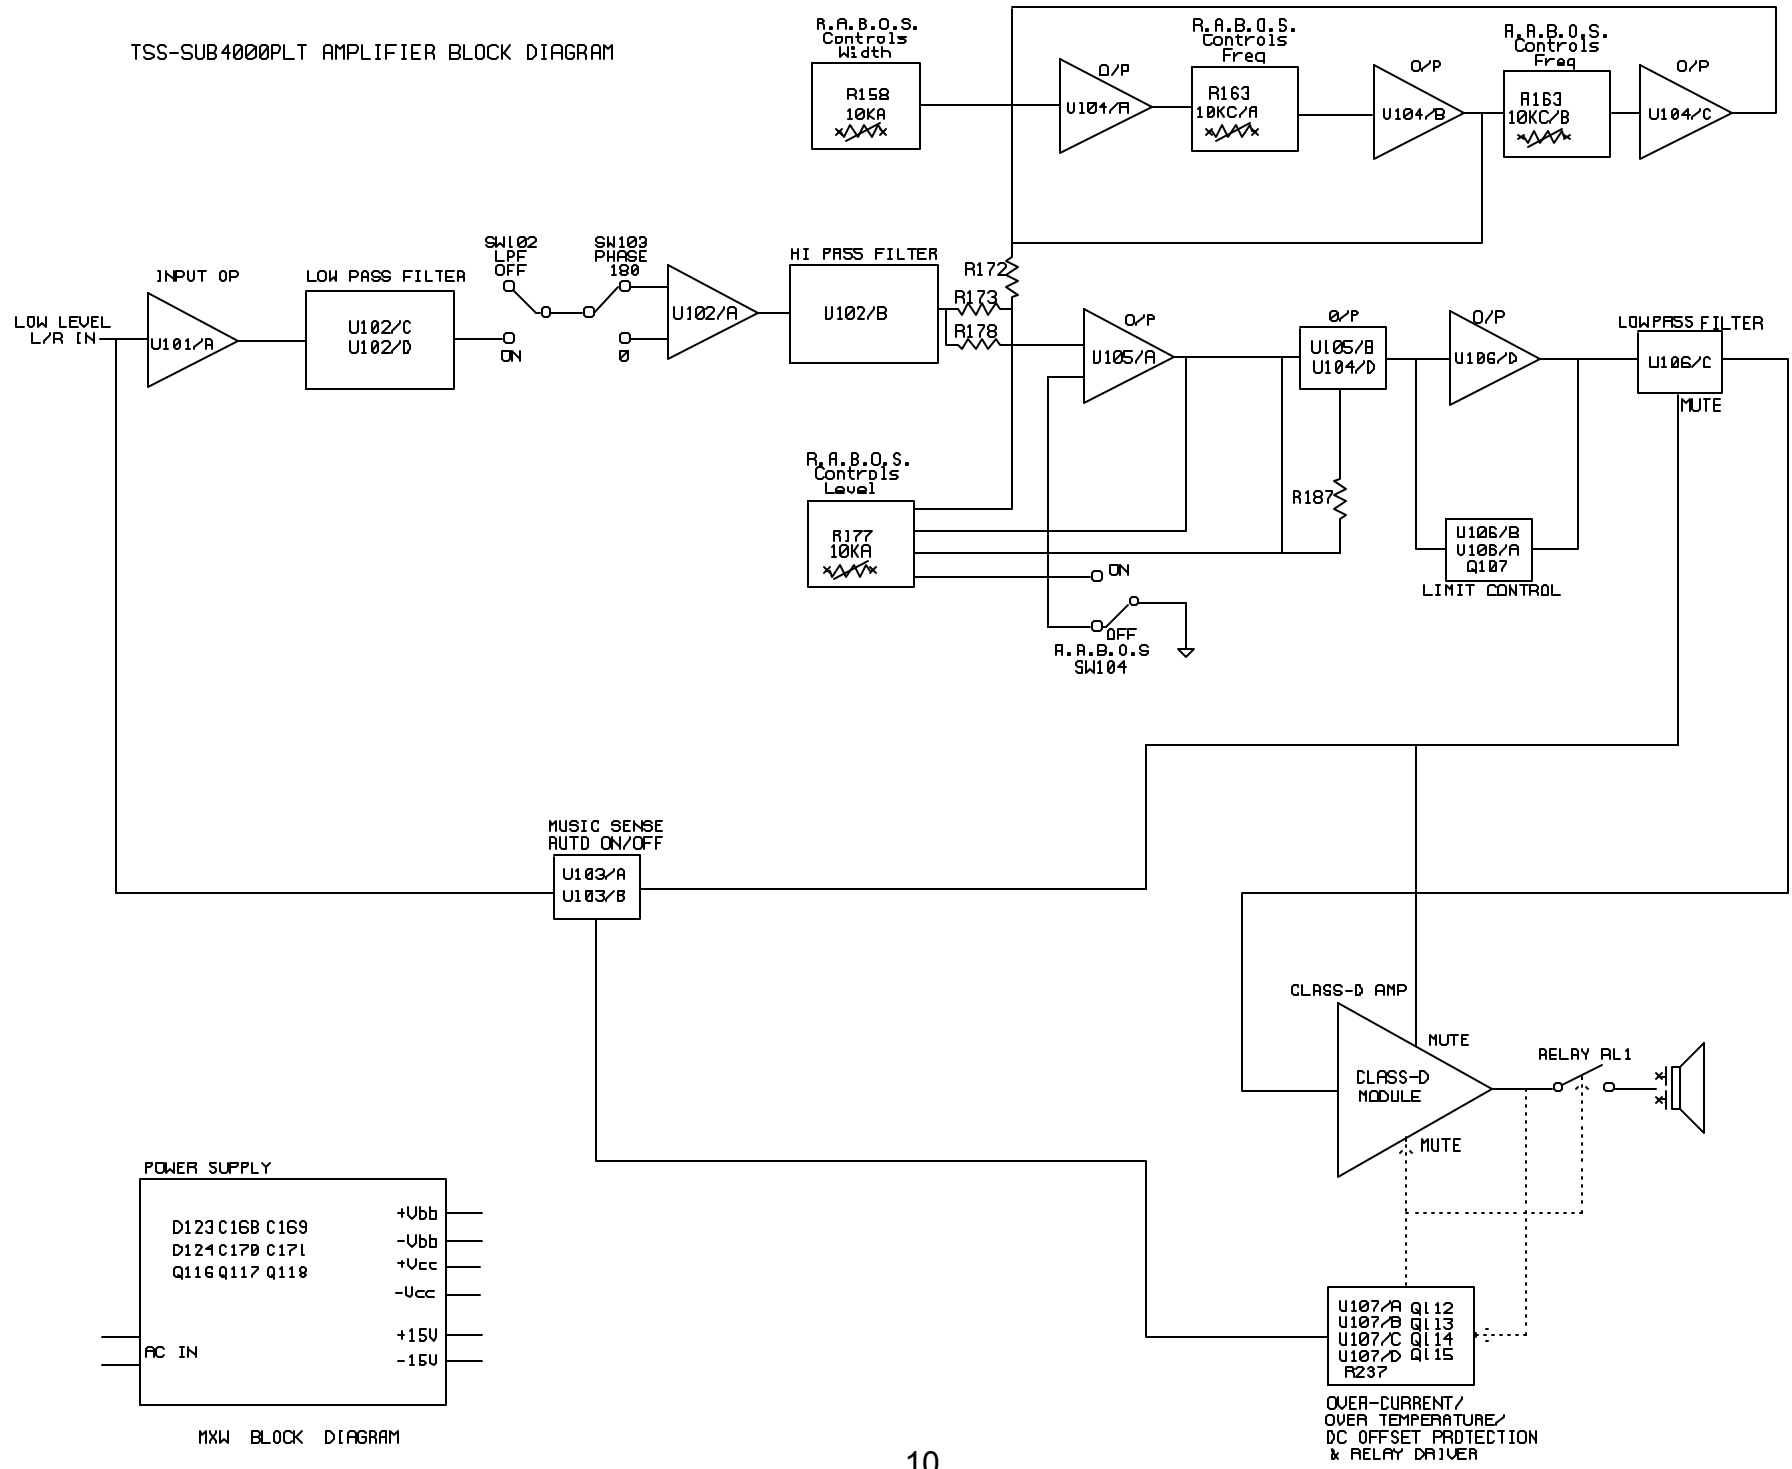 TSS-SUB4000PLT AMPLIFIER BLOCK DIAGRAM
R.A.B.O.S.
Controls
Width
R158
10KA
O/P
U104/A
R.A.B.O.S.
Controls
Freq
R163
10KC/A
O/P
U104/B
R.A.B.O.S.
Controls
Freq
R163
10KC/B
O/P
U104/C
LOW LEVEL
L/R IN
INPUT OP
U101/A
LOW PASS FILTER
U102/C
U102/D
SW102
LPF
OFF
ON
SW103
PHASE
180
0
U102/A
HI PASS FILTER
U102/B
R172
R173
R178
O/P
U105/A
O/P
U105/B
U104/D
O/P
U106/D
LOWPASS FILTER
U106/C
MUTE
R.A.B.O.S.
Controls
Level
R177
10KA
R187
U106/B
U106/A
Q107
LIMIT CONTROL
ON
OFF
R.A.B.O.S
SW104
MUSIC SENSE
AUTO ON/OFF
U103/A
U103/B
CLASS-D AMP
MUTE
CLASS-D
MODULE
MUTE
RELAY RL1
POWER SUPPLY
D123 C168 C169
D124 C170 C171
Q116 Q117 Q118
+Vbb
-Vbb
+Vcc
-Vcc
+15V
-15V
AC IN
MXW BLOCK DIAGRAM
U107/A Q112
U107/B Q113
U107/C Q114
U107/D Q115
R237
OVER-CURRENT/
OVER TEMPERATURE/
DC OFFSET PROTECTION
& RELAY DRIVER
10